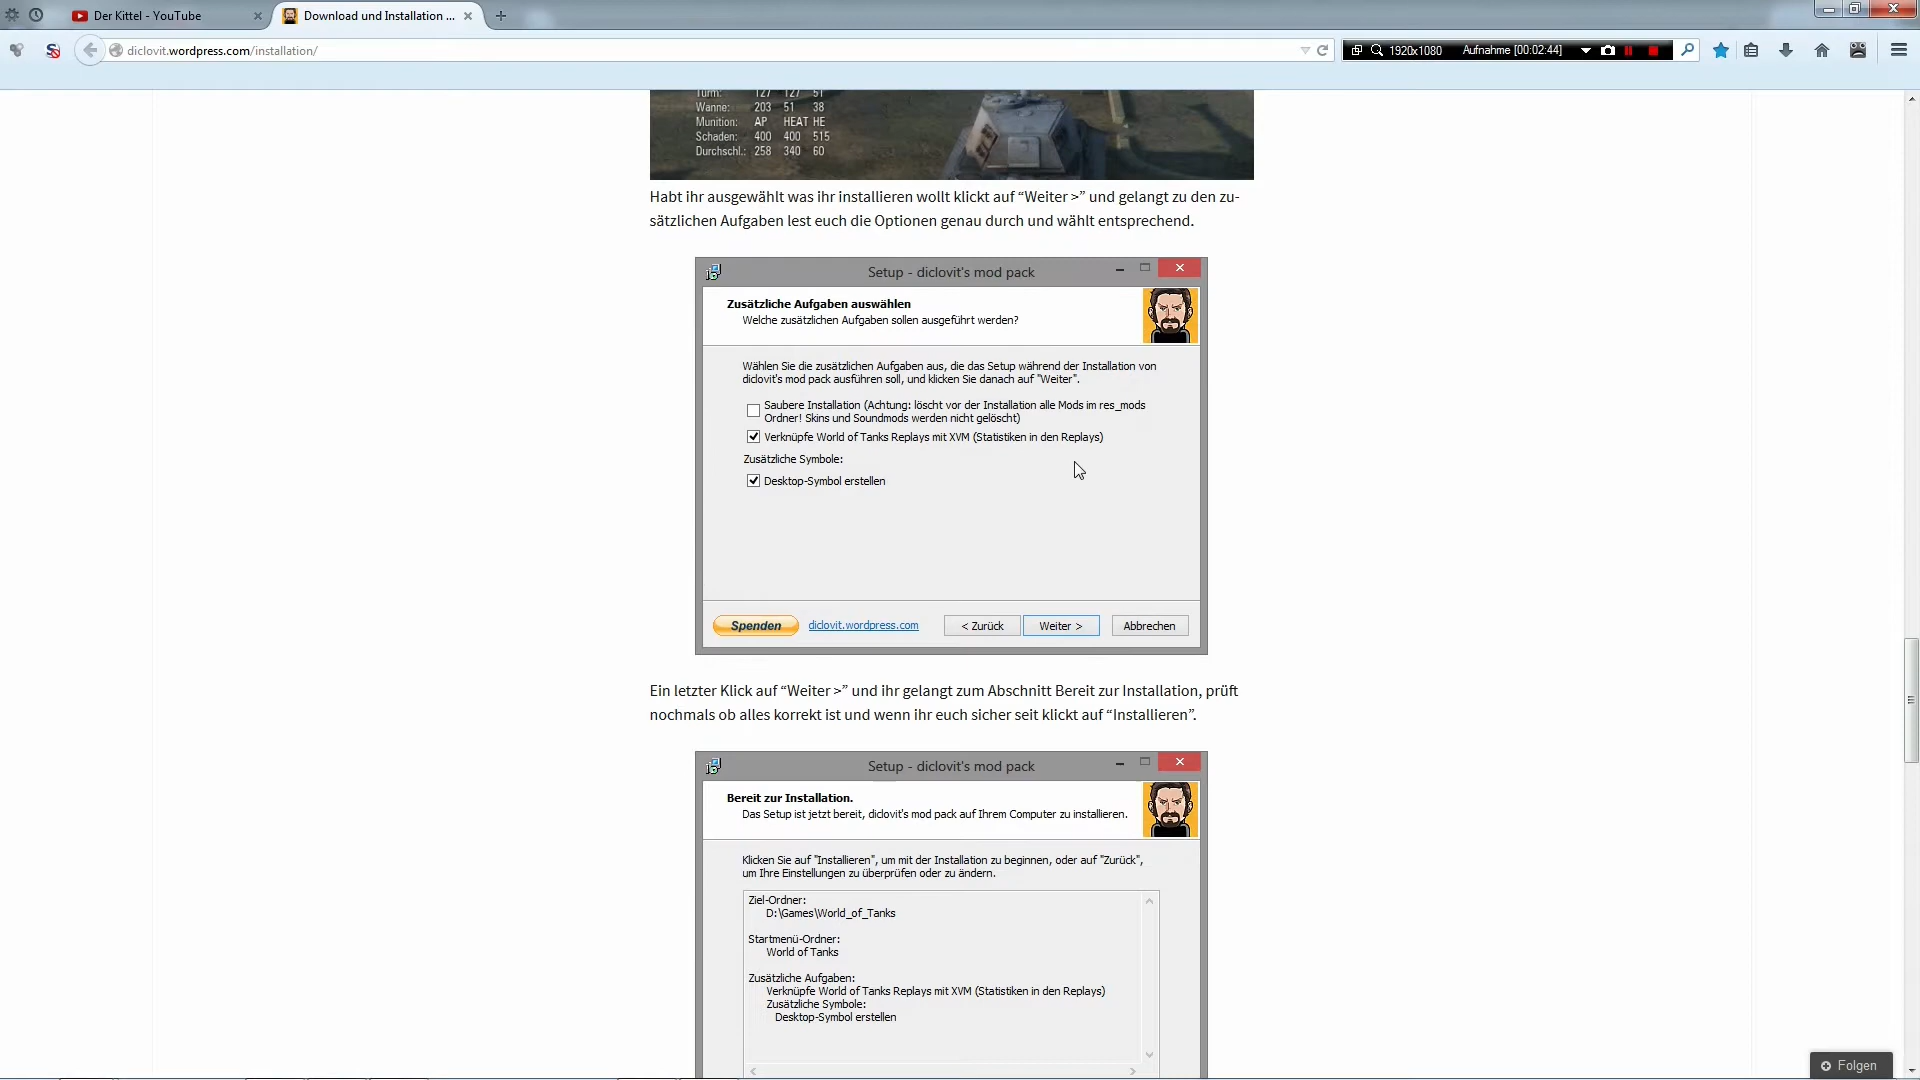 Der Kittel - YouTube
Download und Installation ...
diclovit.wordpress.com/installation/
1920x1080
Aufnahme [00:02:44]
Turm: 127 127 51
Wanne: 203 51 38
Munition: AP HEAT HE
Schaden: 400 400 515
Durchschl.: 258 340 60
Habt ihr ausgewählt was ihr installieren wollt klickt auf “Weiter >” und gelangt zu den zu-
sätzlichen Aufgaben lest euch die Optionen genau durch und wählt entsprechend.
Setup - diclovit's mod pack
Zusätzliche Aufgaben auswählen
Welche zusätzlichen Aufgaben sollen ausgeführt werden?
Wählen Sie die zusätzlichen Aufgaben aus, die das Setup während der Installation von
diclovit's mod pack ausführen soll, und klicken Sie danach auf "Weiter".
Saubere Installation (Achtung: löscht vor der Installation alle Mods im res_mods
Ordner! Skins und Soundmods werden nicht gelöscht)
Verknüpfe World of Tanks Replays mit XVM (Statistiken in den Replays)
Zusätzliche Symbole:
Desktop-Symbol erstellen
Spenden
diclovit.wordpress.com
< Zurück
Weiter >
Abbrechen
Ein letzter Klick auf “Weiter >” und ihr gelangt zum Abschnitt Bereit zur Installation, prüft
nochmals ob alles korrekt ist und wenn ihr euch sicher seit klickt auf “Installieren”.
Setup - diclovit's mod pack
Bereit zur Installation.
Das Setup ist jetzt bereit, diclovit's mod pack auf Ihrem Computer zu installieren.
Klicken Sie auf "Installieren", um mit der Installation zu beginnen, oder auf "Zurück",
um Ihre Einstellungen zu überprüfen oder zu ändern.
Ziel-Ordner:
D:\Games\World_of_Tanks
Startmenü-Ordner:
World of Tanks
Zusätzliche Aufgaben:
Verknüpfe World of Tanks Replays mit XVM (Statistiken in den Replays)
Zusätzliche Symbole:
Desktop-Symbol erstellen
Folgen